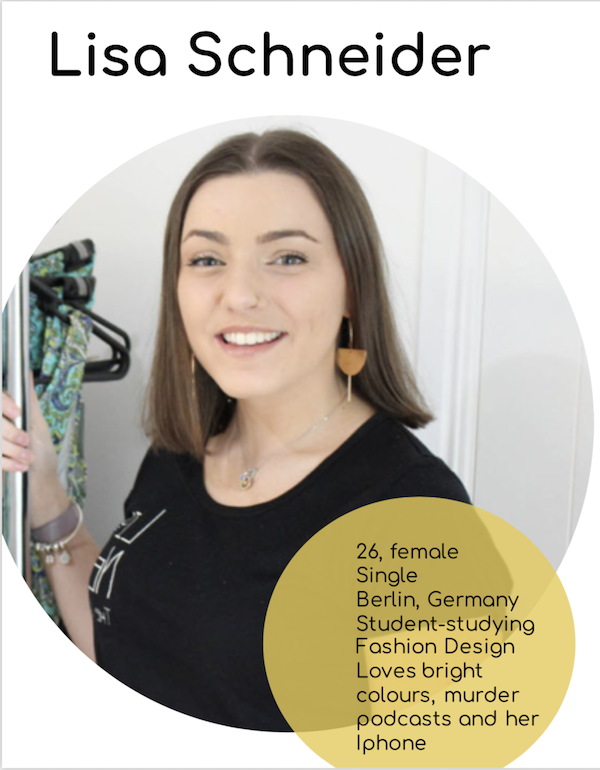 Lisa Schneider
26, female
Single
Berlin, Germany
Student-studying
Fashion Design
Loves bright
colours, murder
podcasts and her
Iphone